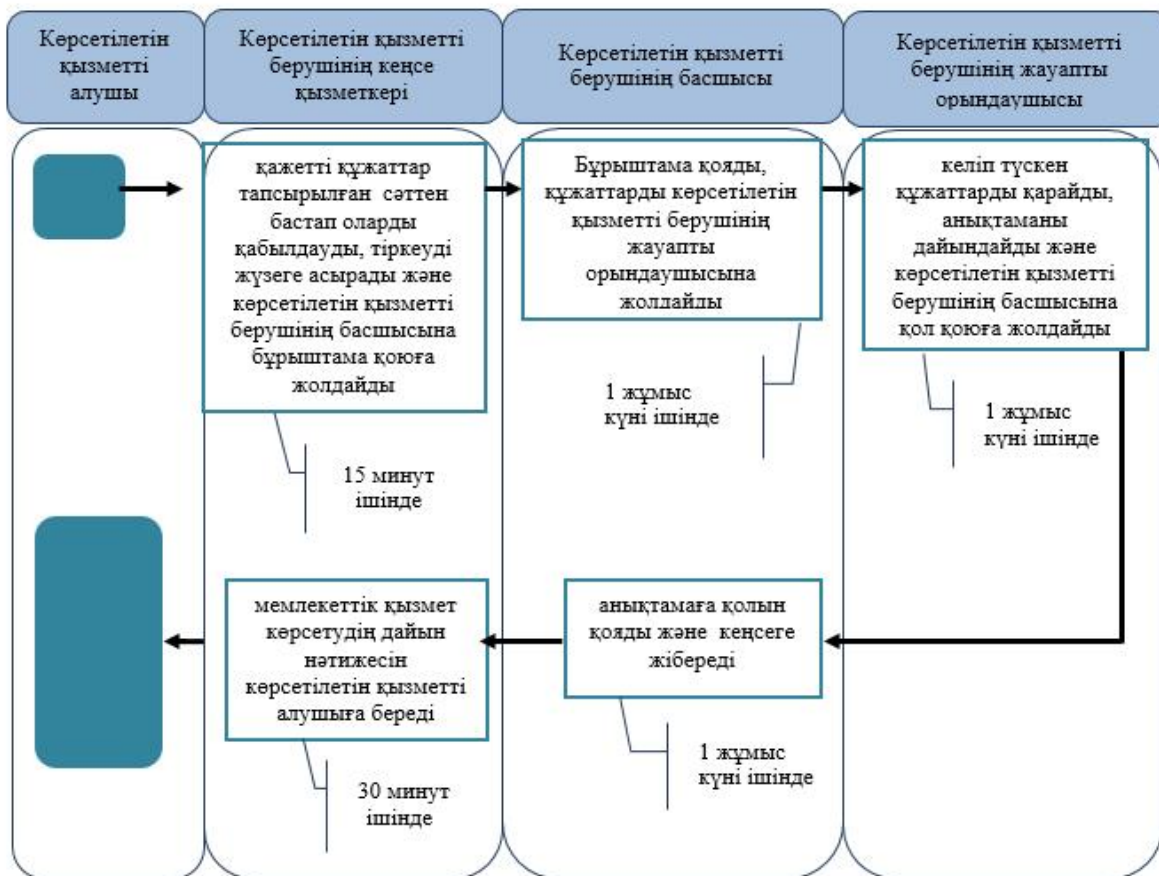 Көрсетілетін
қызметті
алушы
Көрсетілетін қызметті
берушінің кеңсе
қызметкері
Көрсетілетін қызметті
берушінің басшысы
Көрсетілетін қызметті
берушінің жауапты
орындаушысы
қажетті құжаттар
тапсырылған сәттен
бастап оларды
қабылдауды, тіркеуді
жүзеге асырады және
көрсетілетін қызметті
берушінің басшысына
бұрыштама қоюға
жолдайды
15 минут
ішінде
Бұрыштама қояды,
құжаттарды көрсетілетін
қызметті берушінің
жауапты
орындаушысына
жолдайды
1 жұмыс
күні ішінде
келіп түскен
құжаттарды қарайды,
анықтаманы
дайындайды және
көрсетілетін қызметті
берушінің басшысына
қол қоюға жолдайды
1 жұмыс
күні ішінде
анықтамаға қолын
қояды және кеңсеге
жібереді
1 жұмыс
күні ішінде
мемлекеттік қызмет
көрсетудің дайын
нәтижесін
көрсетілетін қызметті
алушыға береді
30 минут
ішінде